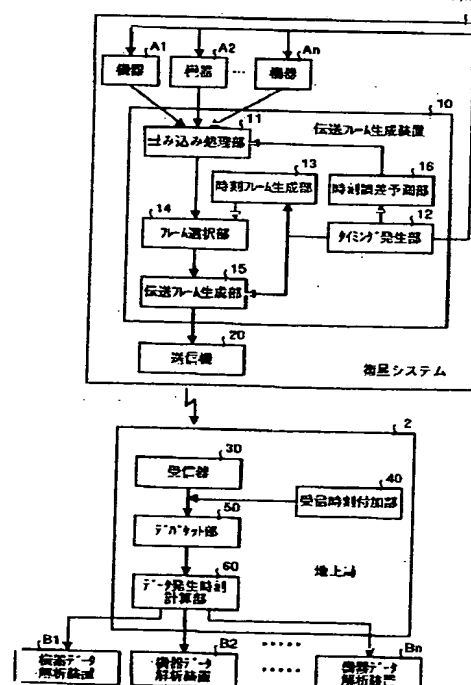 A1
A2
An
機器
機器
…
機器
10
11
伝送フレーム生成装置
組み込み処理部
13
16
時刻フレーム生成部
時刻誤差予測部
14
12
フレーム選択部
タイミング発生部
15
伝送フレーム生成部
20
送信機
衛星システム
2
30
受信器
40
受信時刻付加部
50
デパケット部
地上局
60
データ発生時刻
計算部
B1
B2
Bn
機器データ
解析装置
機器データ
解析装置
機器データ
解析装置